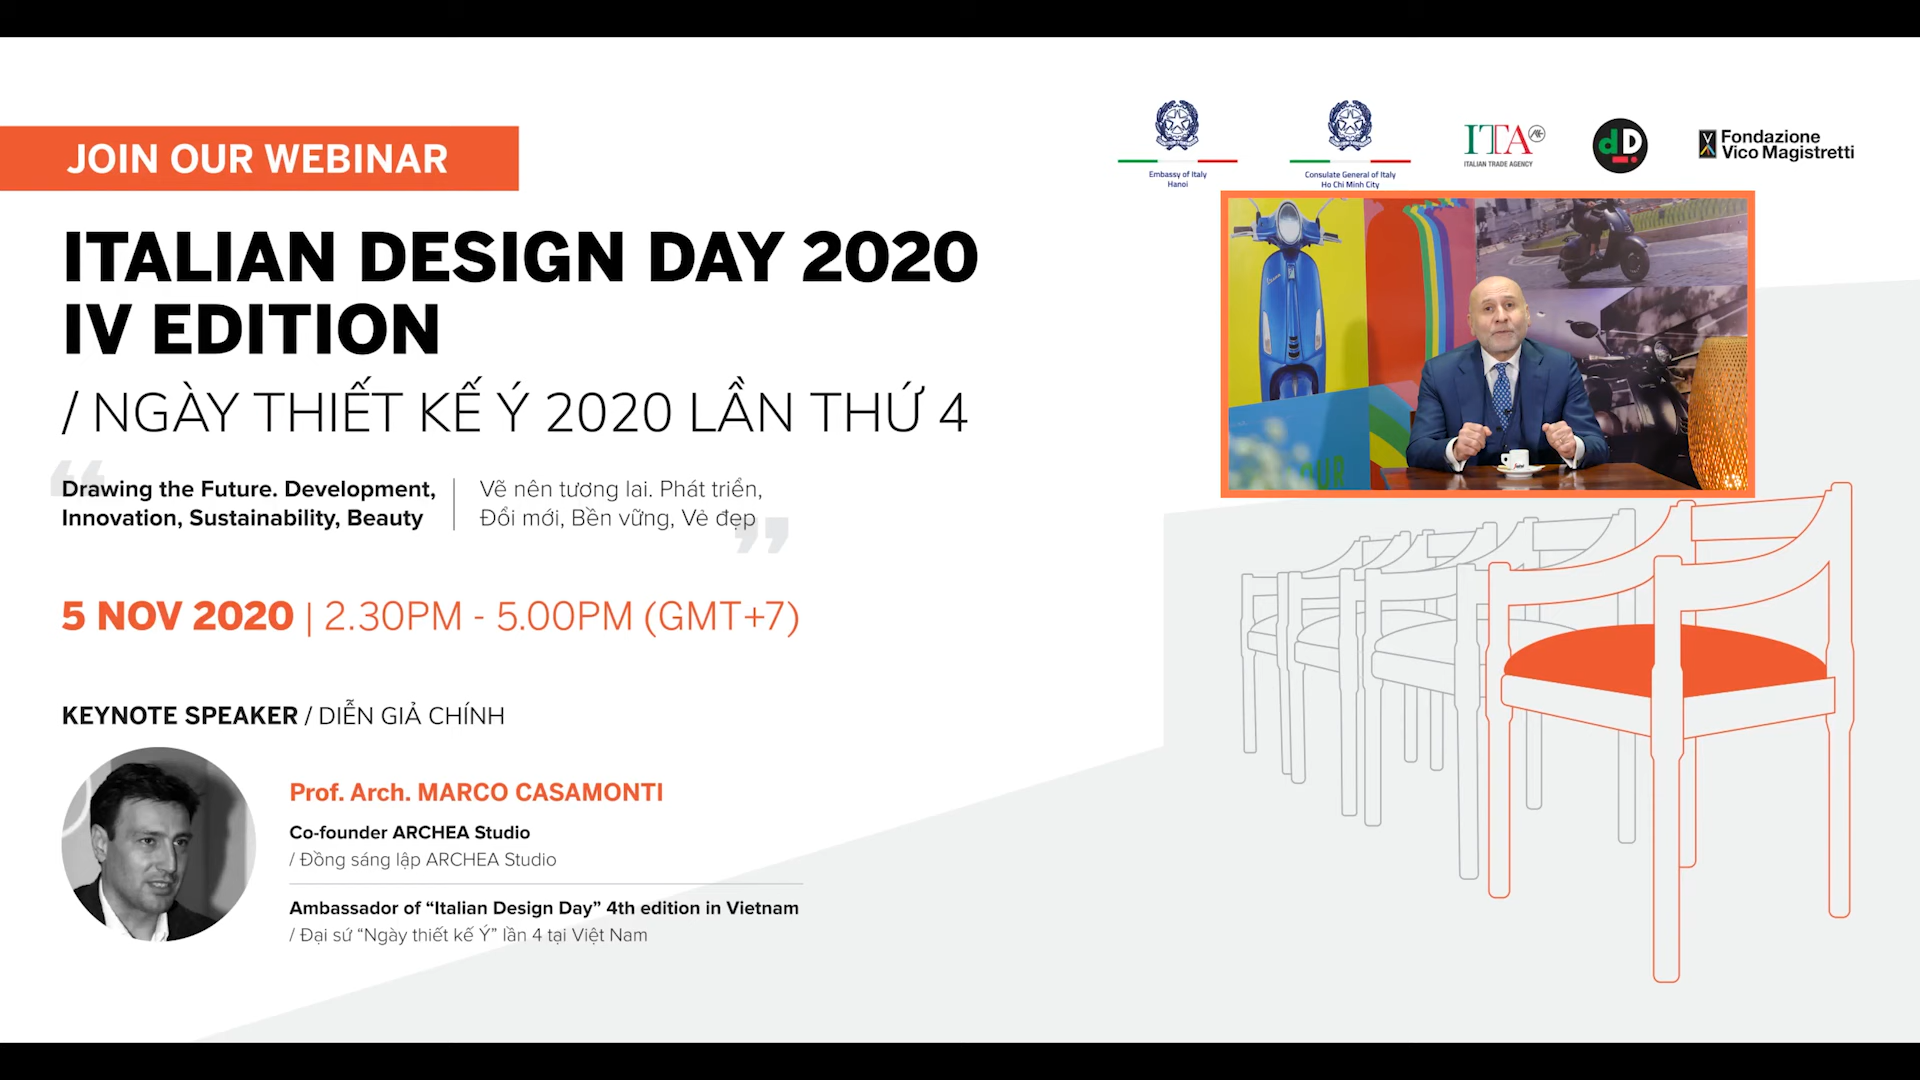 JOIN OUR WEBINAR
ITALIAN DESIGN DAY 2020
IV EDITION
/ NGÀY THIẾT KẾ Ý 2020 LẦN THỨ 4
“Drawing the Future. Development,
Innovation, Sustainability, Beauty
Vẽ nên tương lai. Phát triển,
Đổi mới, Bền vững, Vẻ đẹp”
5 NOV 2020 | 2.30PM - 5.00PM (GMT+7)
KEYNOTE SPEAKER / DIỄN GIẢ CHÍNH
Prof. Arch. MARCO CASAMONTI
Co-founder ARCHEA Studio
/ Đồng sáng lập ARCHEA Studio
Ambassador of “Italian Design Day” 4th edition in Vietnam
/ Đại sứ “Ngày thiết kế Ý” lần 4 tại Việt Nam
Embassy of Italy
Hanoi
Consulate General of Italy
Ho Chi Minh City
ITA
ITALIAN TRADE AGENCY
dD
Fondazione
Vico Magistretti
OUR